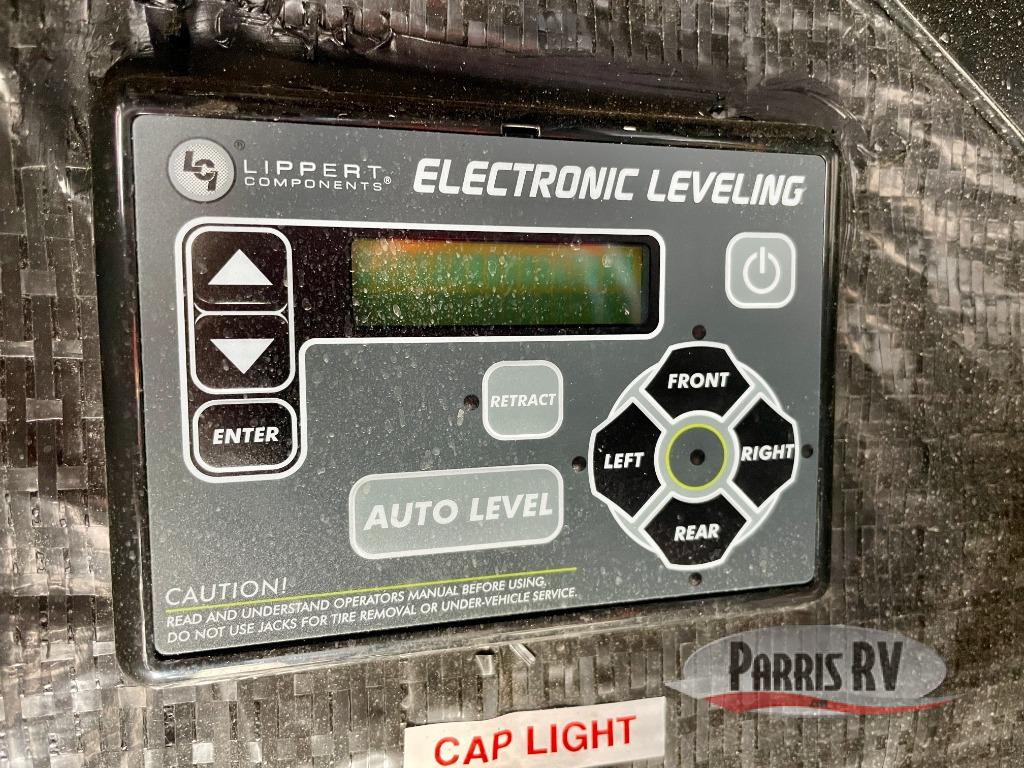 LCI ® LIPPERT COMPONENTS®
ELECTRONIC LEVELING
ENTER
RETRACT
FRONT
LEFT
RIGHT
REAR
AUTO LEVEL
CAUTION!
READ AND UNDERSTAND OPERATORS MANUAL BEFORE USING.
DO NOT USE JACKS FOR TIRE REMOVAL OR UNDER-VEHICLE SERVICE.
PARRIS RV
CAP LIGHT